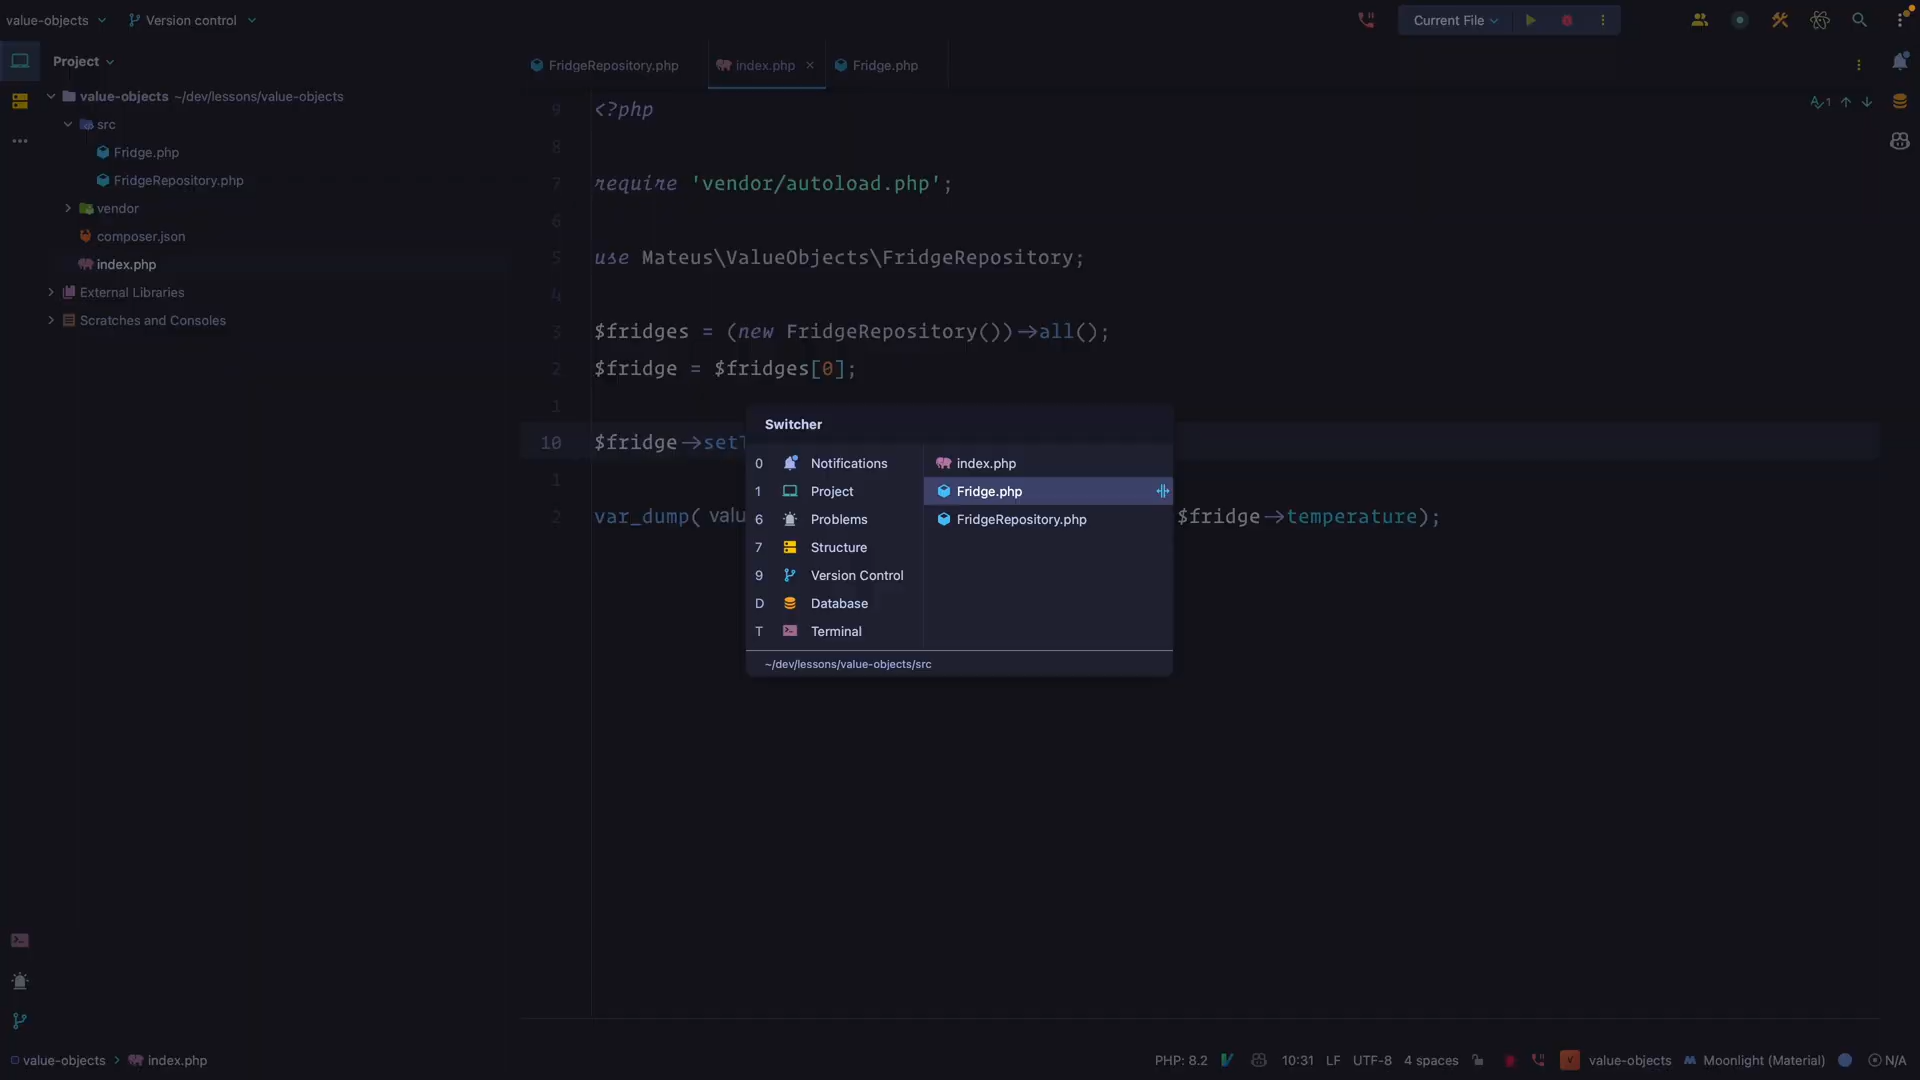 value-objects
Version control
Current File
Project
FridgeRepository.php
index.php
Fridge.php
value-objects ~/dev/lessons/value-objects
src
Fridge.php
FridgeRepository.php
vendor
composer.json
index.php
External Libraries
Scratches and Consoles
1
9 <?php
8
7 require 'vendor/autoload.php';
6
5 use Mateus\ValueObjects\FridgeRepository;
4
3 $fridges = (new FridgeRepository())->all();
2 $fridge = $fridges[0];
1
10 $fridge->set
1
2 var_dump( valu $fridge->temperature);
Switcher
0 Notifications
1 Project
6 Problems
7 Structure
9 Version Control
D Database
T Terminal
index.php
Fridge.php
FridgeRepository.php
~/dev/lessons/value-objects/src
value-objects > index.php
PHP: 8.2 10:31 LF UTF-8 4 spaces V value-objects Moonlight (Material) N/A